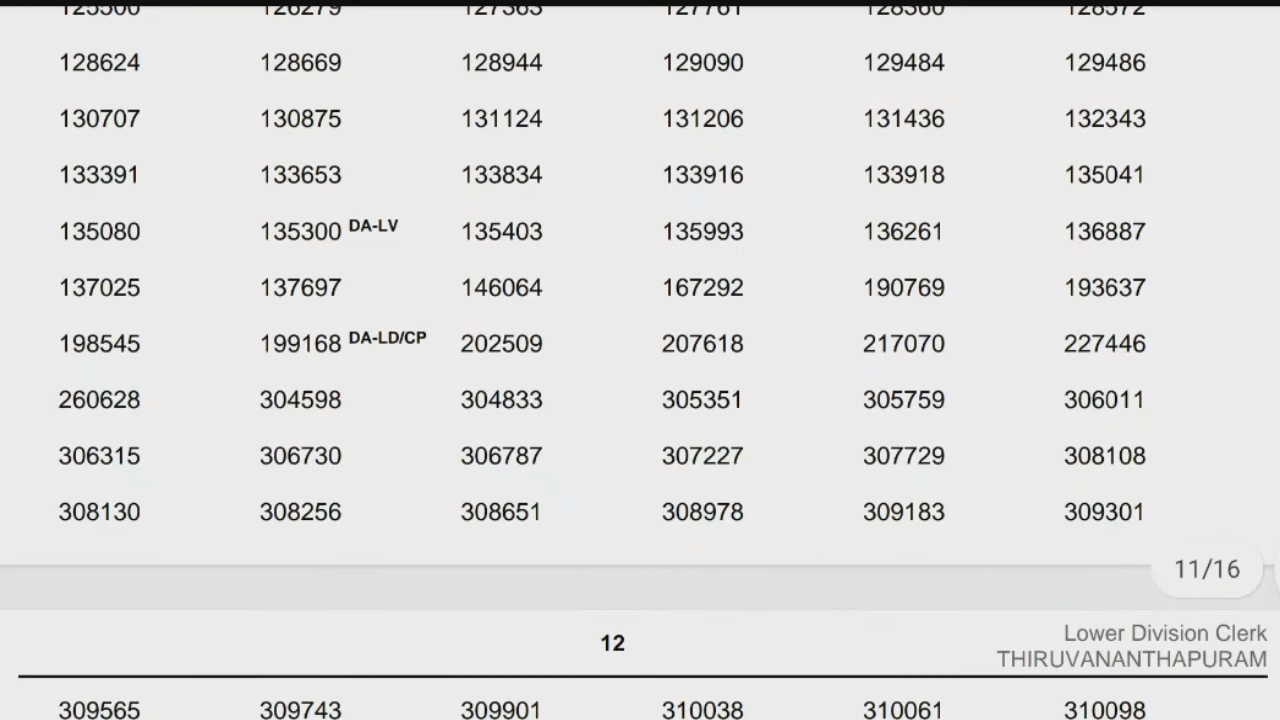 128624 128669 128944 129090 129484 129486
130707 130875 131124 131206 131436 132343
133391 133653 133834 133916 133918 135041
135080 135300 DA-LV 135403 135993 136261 136887
137025 137697 146064 167292 190769 193637
198545 199168 DA-LD/CP 202509 207618 217070 227446
260628 304598 304833 305351 305759 306011
306315 306730 306787 307227 307729 308108
308130 308256 308651 308978 309183 309301
11/16
12
Lower Division Clerk
THIRUVANANTHAPURAM
309565 309743 309901 310038 310061 310098